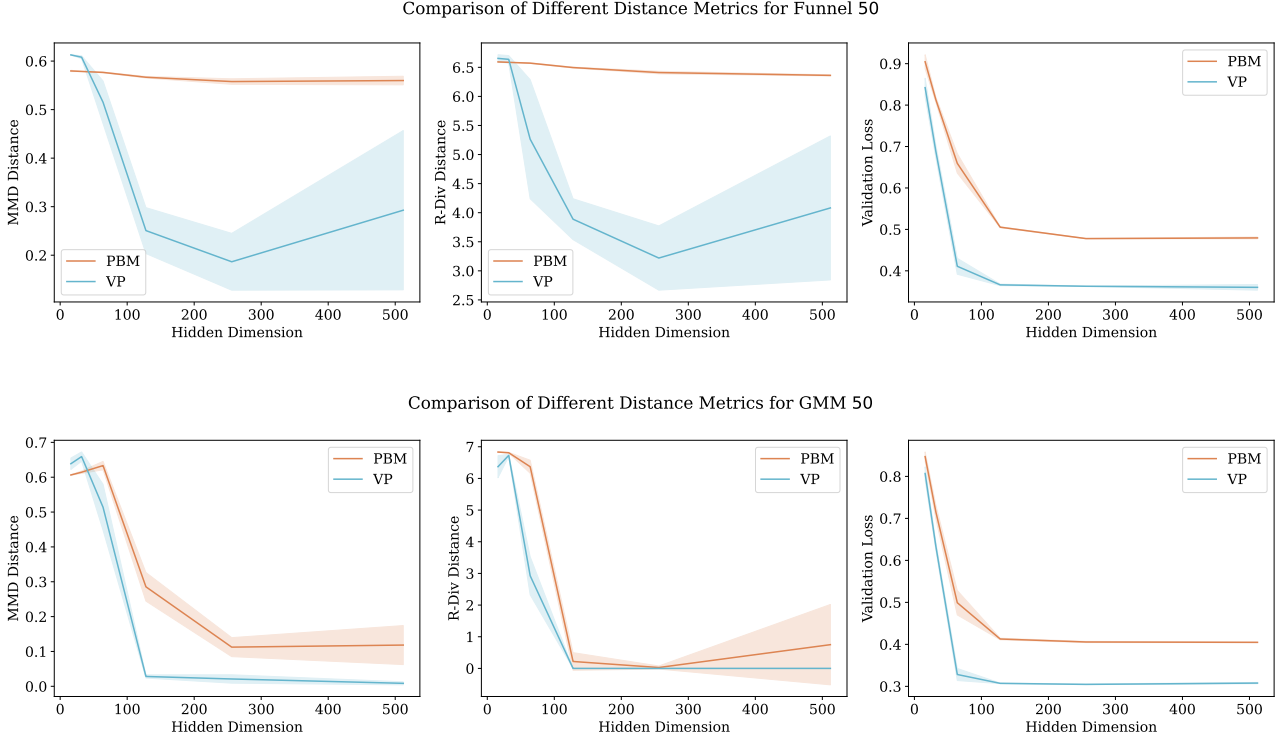 Comparison of Different Distance Metrics for Funnel 50
MMD Distance
0.6
0.5
0.4
0.3
0.2
PBM
VP
0 100 200 300 400 500
Hidden Dimension
R-Div Distance
6.5
6.0
5.5
5.0
4.5
4.0
3.5
3.0
2.5
PBM
VP
0 100 200 300 400 500
Hidden Dimension
Validation Loss
0.9
0.8
0.7
0.6
0.5
0.4
PBM
VP
0 100 200 300 400 500
Hidden Dimension
Comparison of Different Distance Metrics for GMM 50
MMD Distance
0.7
0.6
0.5
0.4
0.3
0.2
0.1
0.0
PBM
VP
0 100 200 300 400 500
Hidden Dimension
R-Div Distance
7
6
5
4
3
2
1
0
PBM
VP
0 100 200 300 400 500
Hidden Dimension
Validation Loss
0.8
0.7
0.6
0.5
0.4
0.3
PBM
VP
0 100 200 300 400 500
Hidden Dimension